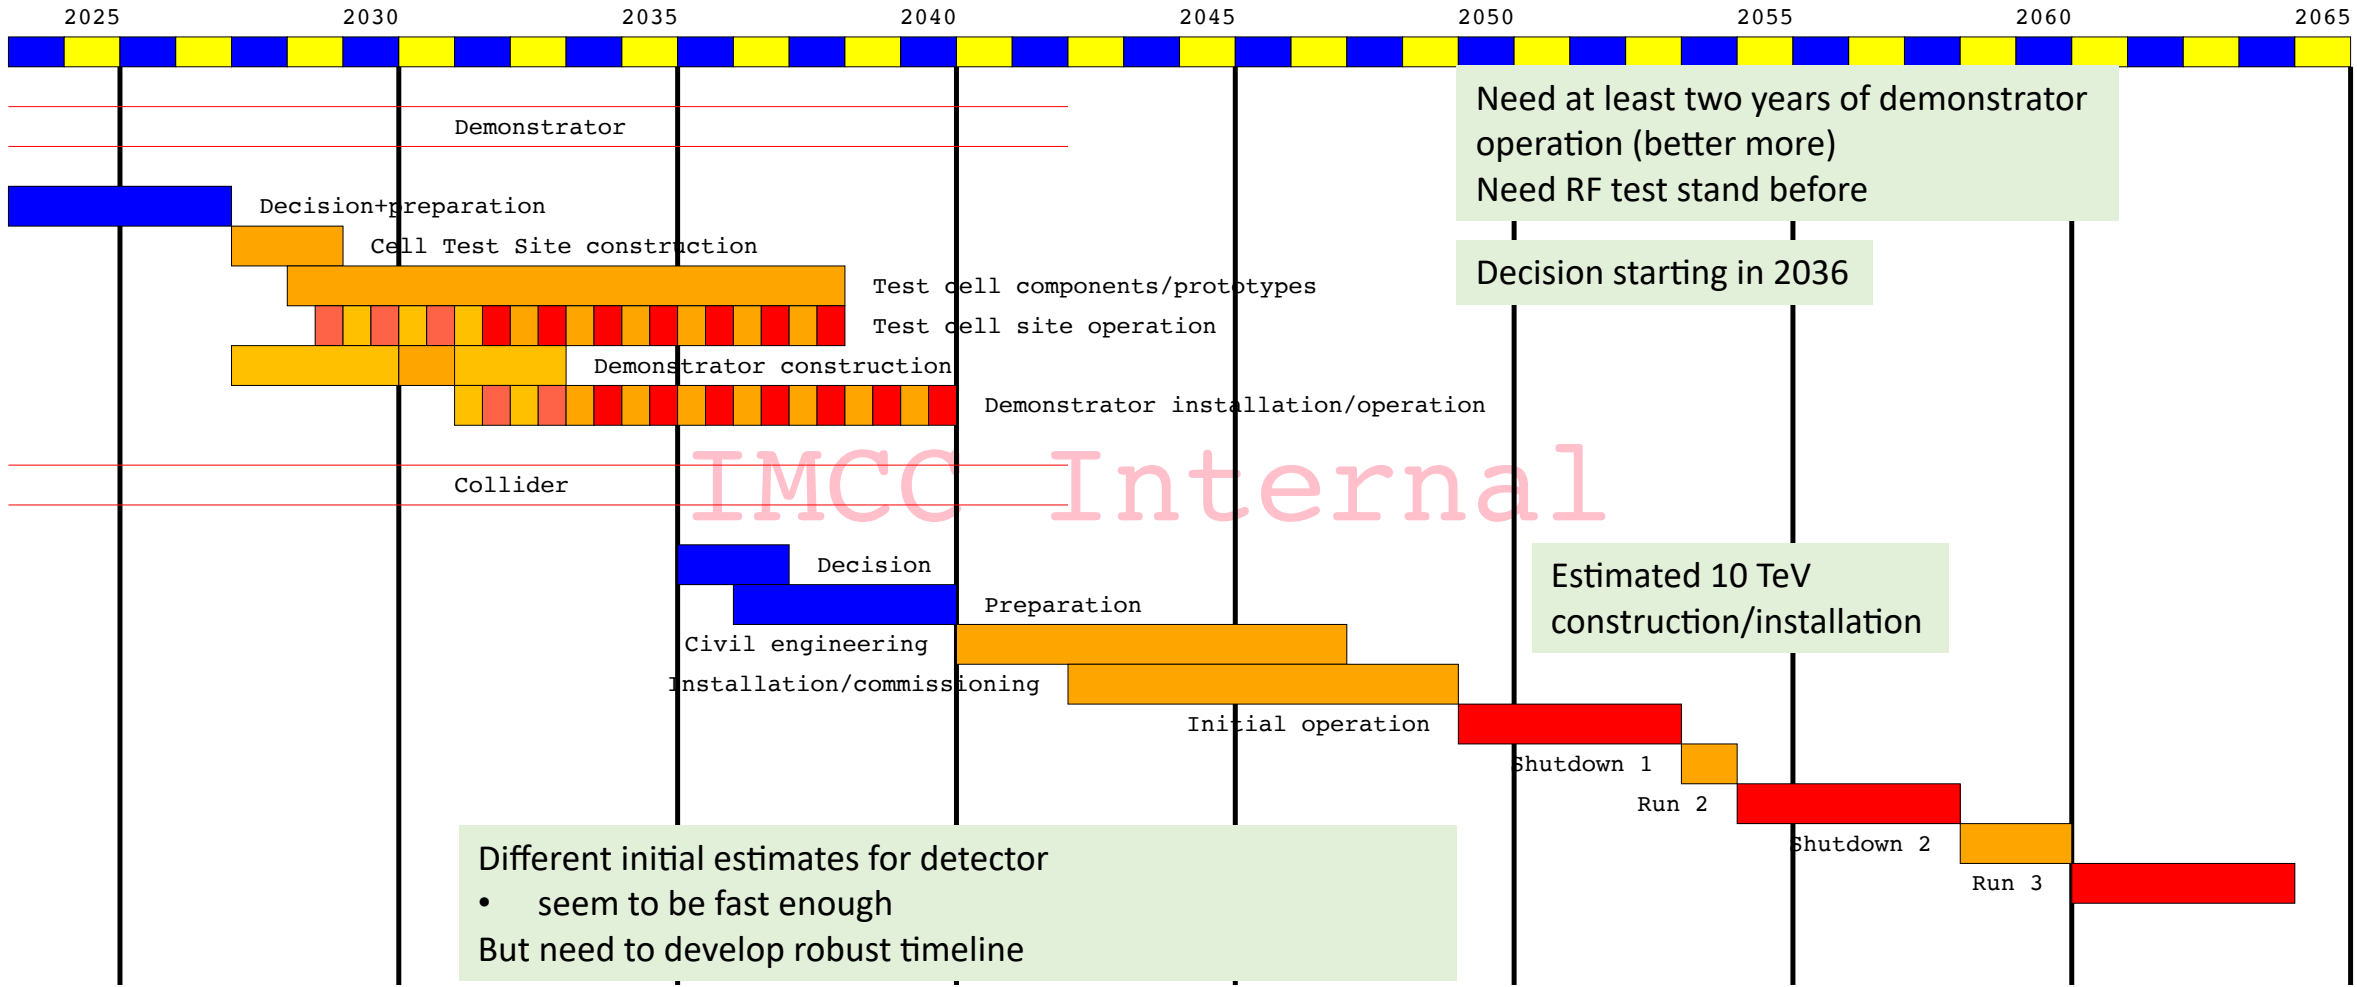 2025 2030 2035 2040 2045 2050 2055 2060 2065
Need at least two years of demonstrator
operation (better more)
Need RF test stand before
Demonstrator
Decision+preparation
Cell Test Site construction
Decision starting in 2036
Test cell components/prototypes
Test cell site operation
Demonstrator construction
Demonstrator installation/operation
IMCC Internal
Collider
Decision
Estimated 10 TeV
construction/installation
Preparation
Civil engineering
Installation/commissioning
Initial operation
Shutdown 1
Run 2
Shutdown 2
Run 3
Different initial estimates for detector
• seem to be fast enough
But need to develop robust timeline